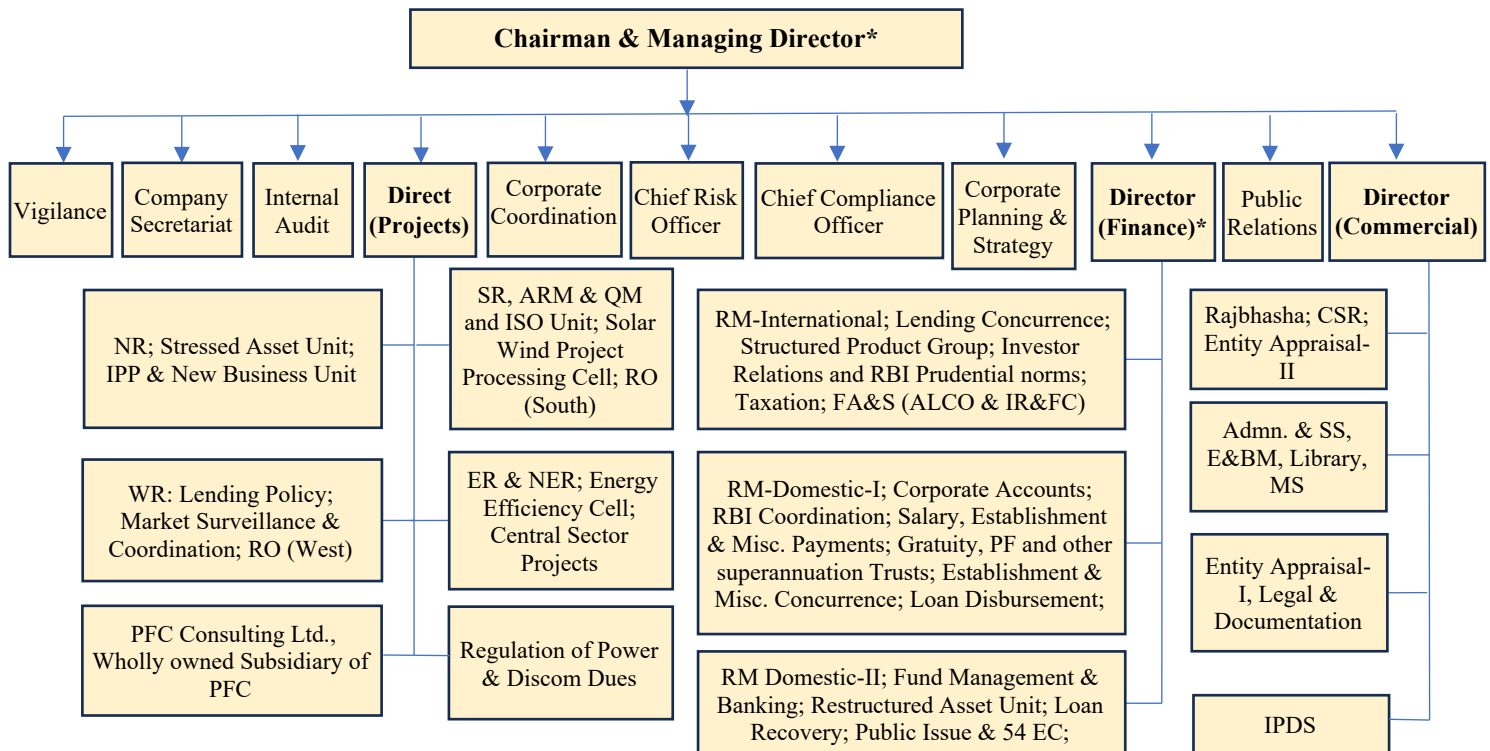 Chairman & Managing Director*
Vigilance
Company
Secretariat
Internal
Audit
Direct
(Projects)
Corporate
Coordination
Chief Risk
Officer
Chief Compliance
Officer
Corporate
Planning &
Strategy
Director
(Finance)*
Public
Relations
Director
(Commercial)
NR; Stressed Asset Unit;
IPP & New Business Unit
SR, ARM & QM
and ISO Unit; Solar
Wind Project
Processing Cell; RO
(South)
RM-International; Lending Concurrence;
Structured Product Group; Investor
Relations and RBI Prudential norms;
Taxation; FA&S (ALCO & IR&FC)
Rajbhasha; CSR;
Entity Appraisal-
II
Admn. & SS,
E&BM, Library,
MS
WR: Lending Policy;
Market Surveillance &
Coordination; RO (West)
ER & NER; Energy
Efficiency Cell;
Central Sector
Projects
RM-Domestic-I; Corporate Accounts;
RBI Coordination; Salary, Establishment
& Misc. Payments; Gratuity, PF and other
superannuation Trusts; Establishment &
Misc. Concurrence; Loan Disbursement;
Entity Appraisal-
I, Legal &
Documentation
PFC Consulting Ltd.,
Wholly owned Subsidiary of
PFC
Regulation of Power
& Discom Dues
RM Domestic-II; Fund Management &
Banking; Restructured Asset Unit; Loan
Recovery; Public Issue & 54 EC;
IPDS